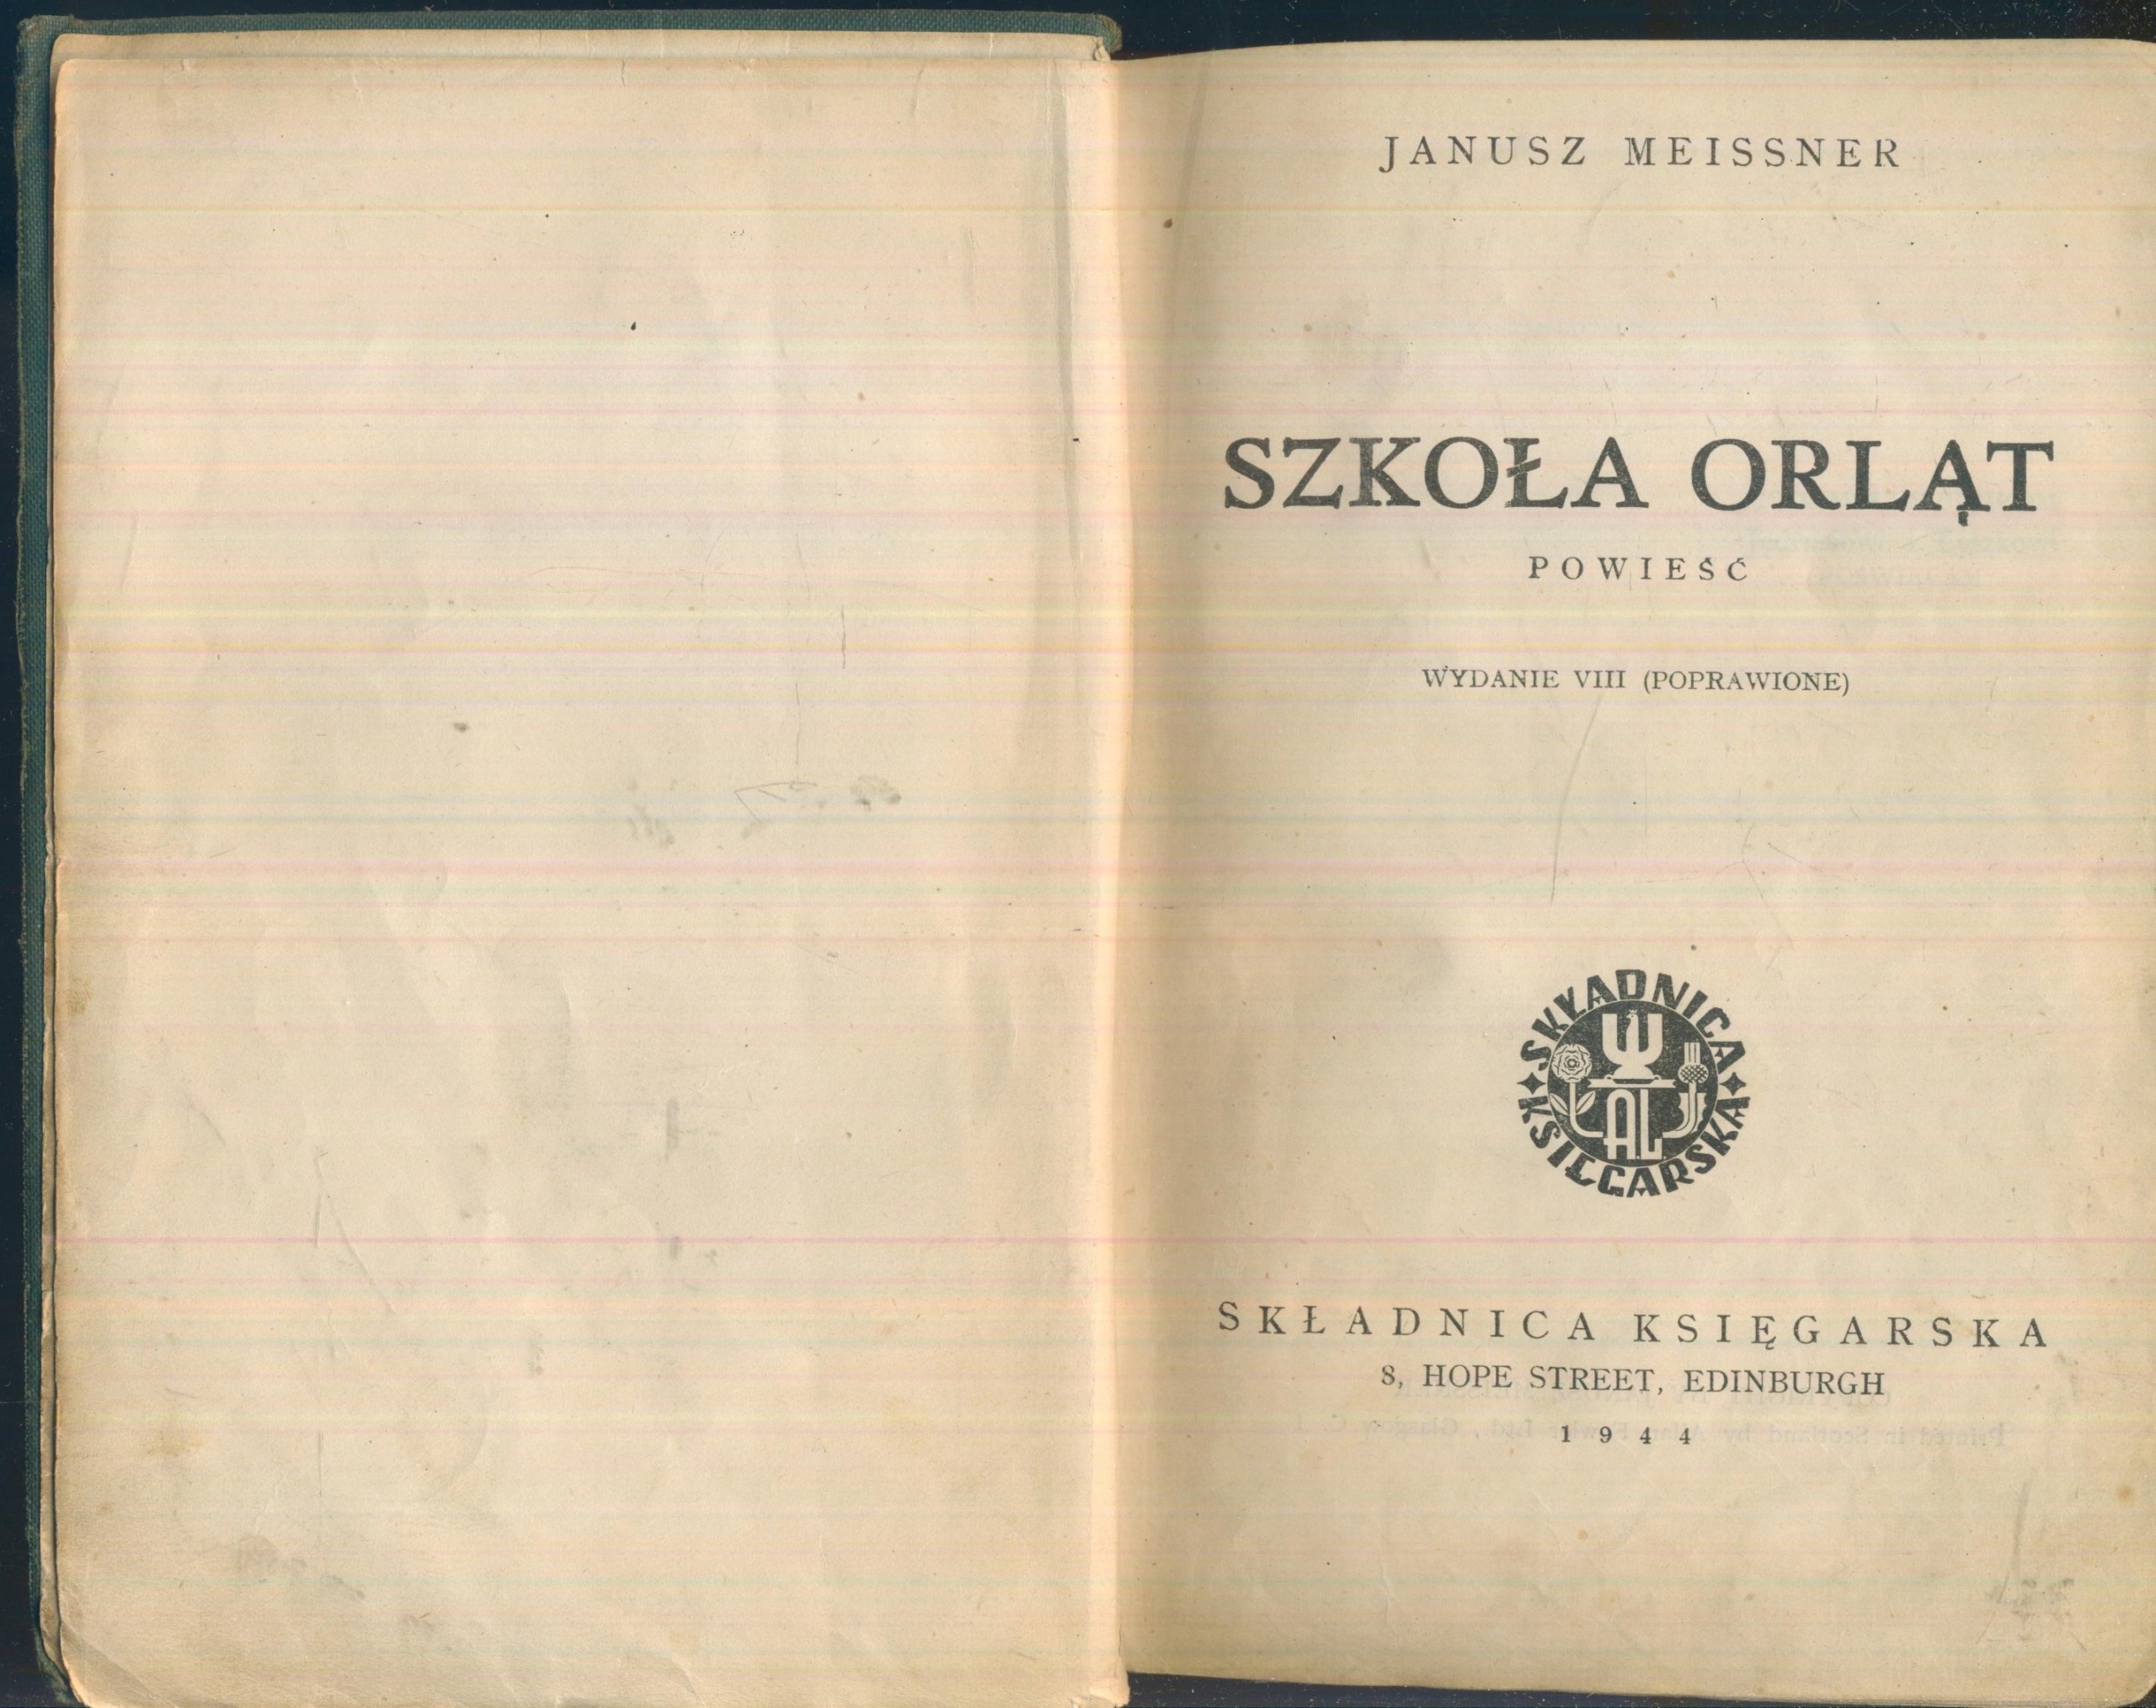 JANUSZ MEISSNER
SZKOŁA ORLĄT
POWIEŚĆ
WYDANIE VIII (POPRAWIONE)
SKŁADNICA
W
AL
KSIĘGARSKA
SKŁADNICA KSIĘGARSKA
8, HOPE STREET, EDINBURGH
1944